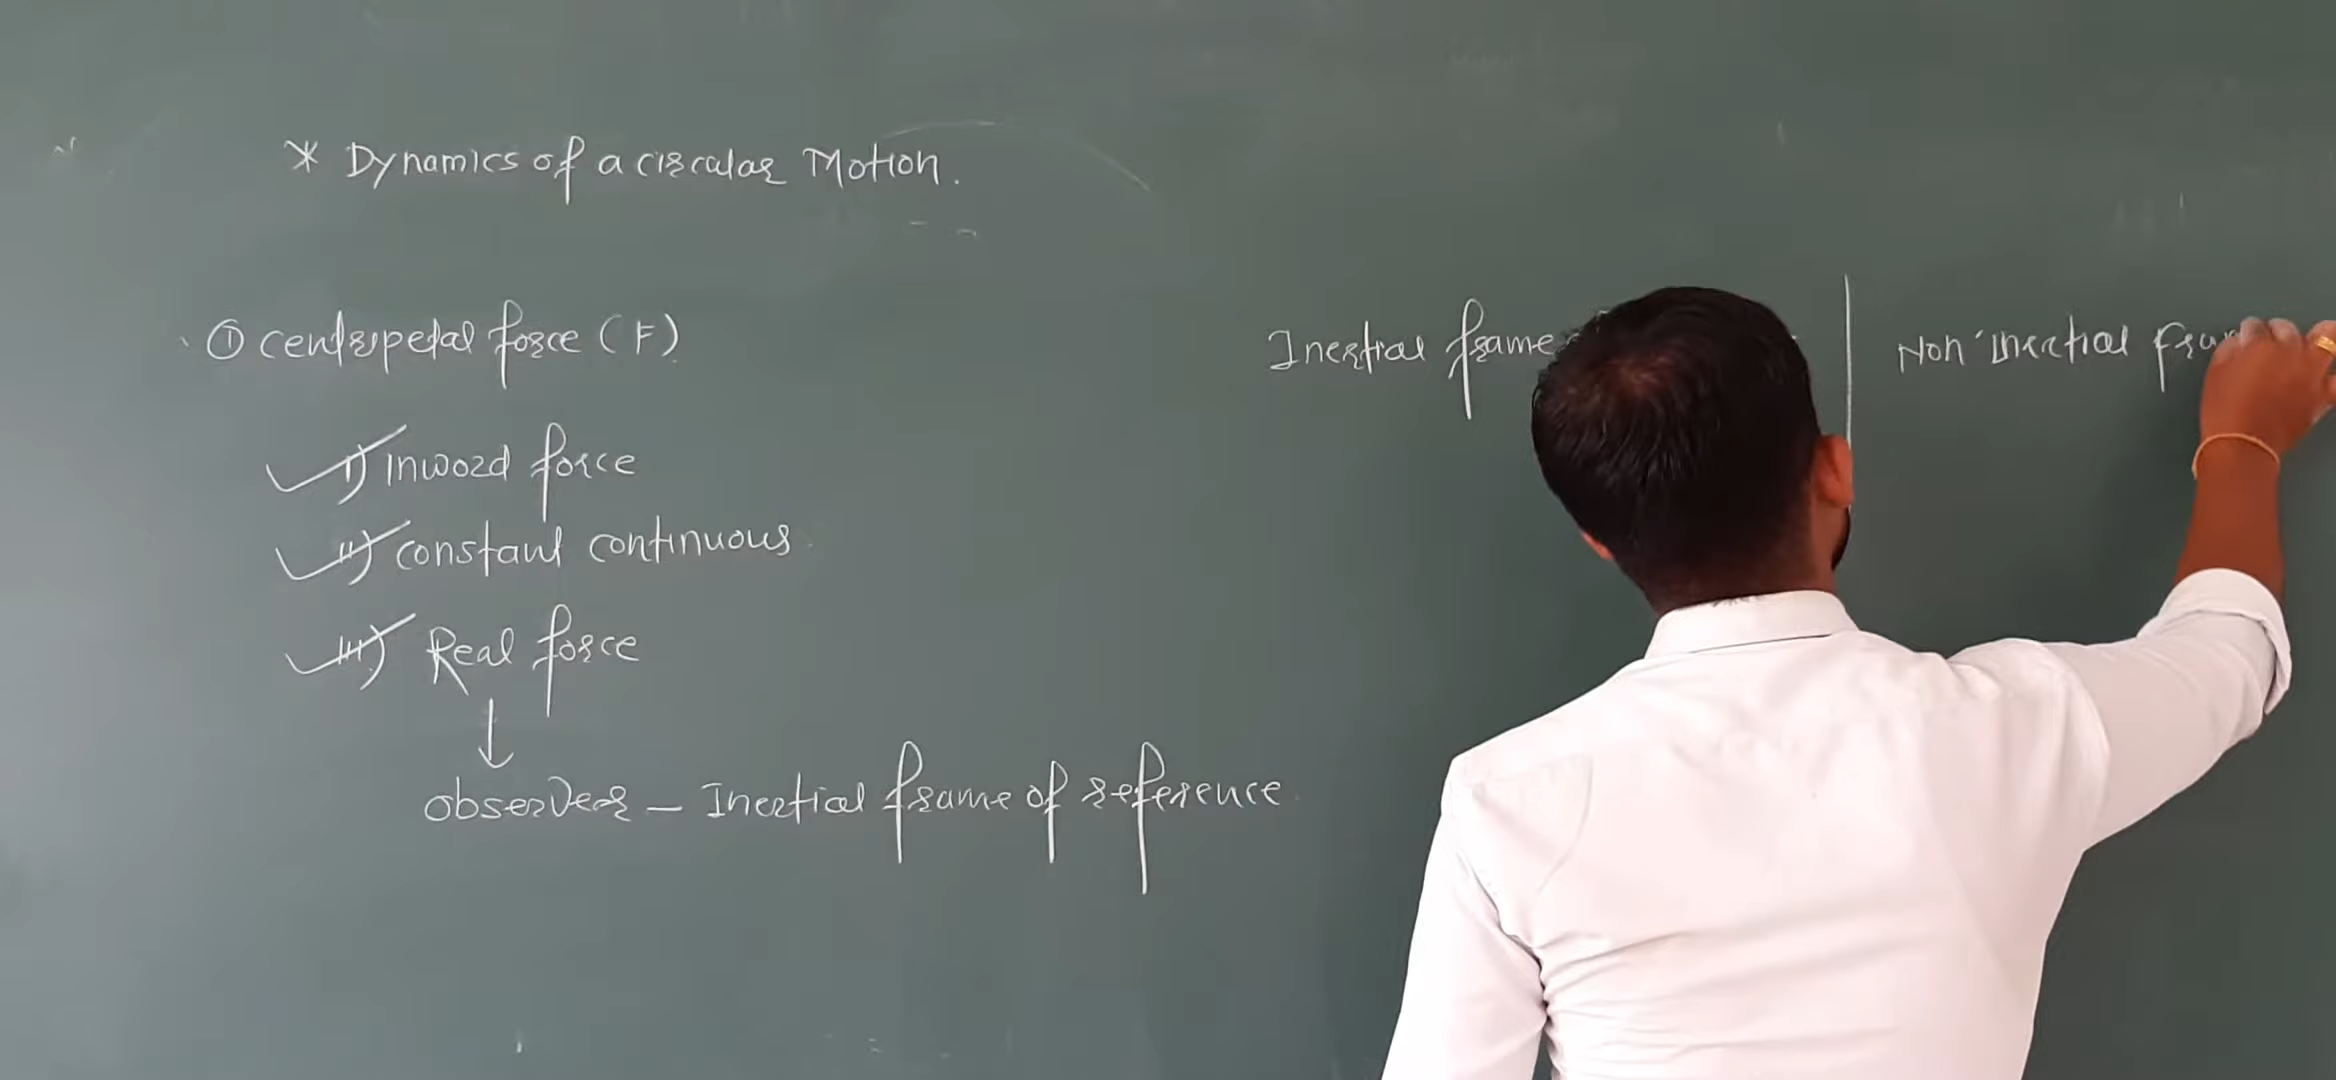 * Dynamics of a circular Motion.
① centripetal force (F)
i) inword force
ii) constant continuous
iii) Real force
↓
observer – Inertial frame of reference
Inertial frame
Non inertial